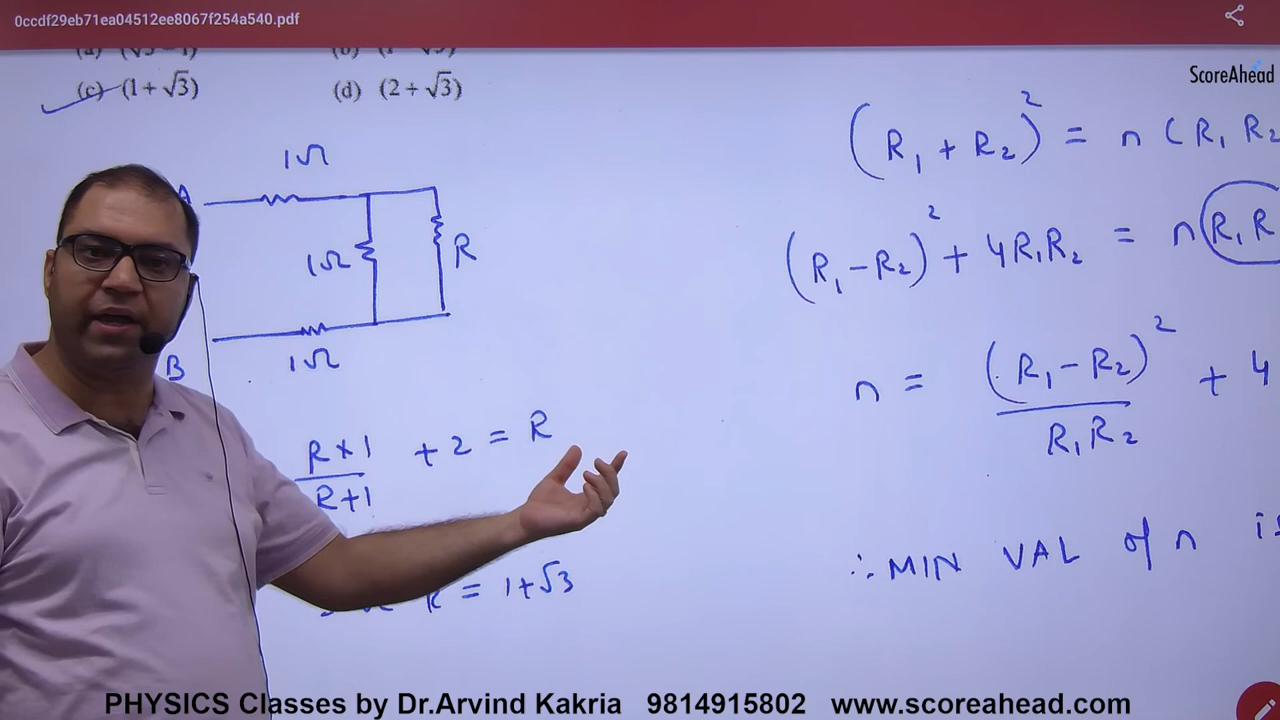 0ccdf29eb71ea04512ee8067f254a540.pdf
ScoreAhead
(c) (1 + √3) (d) (2 + √3)
1Ω
A
1Ω
R
1Ω
B
R×1/R+1 + 2 = R
R = 1+√3
(R₁ + R₂)² = n (R₁ R₂
(R₁ − R₂)² + 4R₁R₂ = n R₁ R
n = (R₁ − R₂)²/R₁R₂ + 4
∴ MIN VAL of n is
PHYSICS Classes by Dr.Arvind Kakria 9814915802 www.scoreahead.com